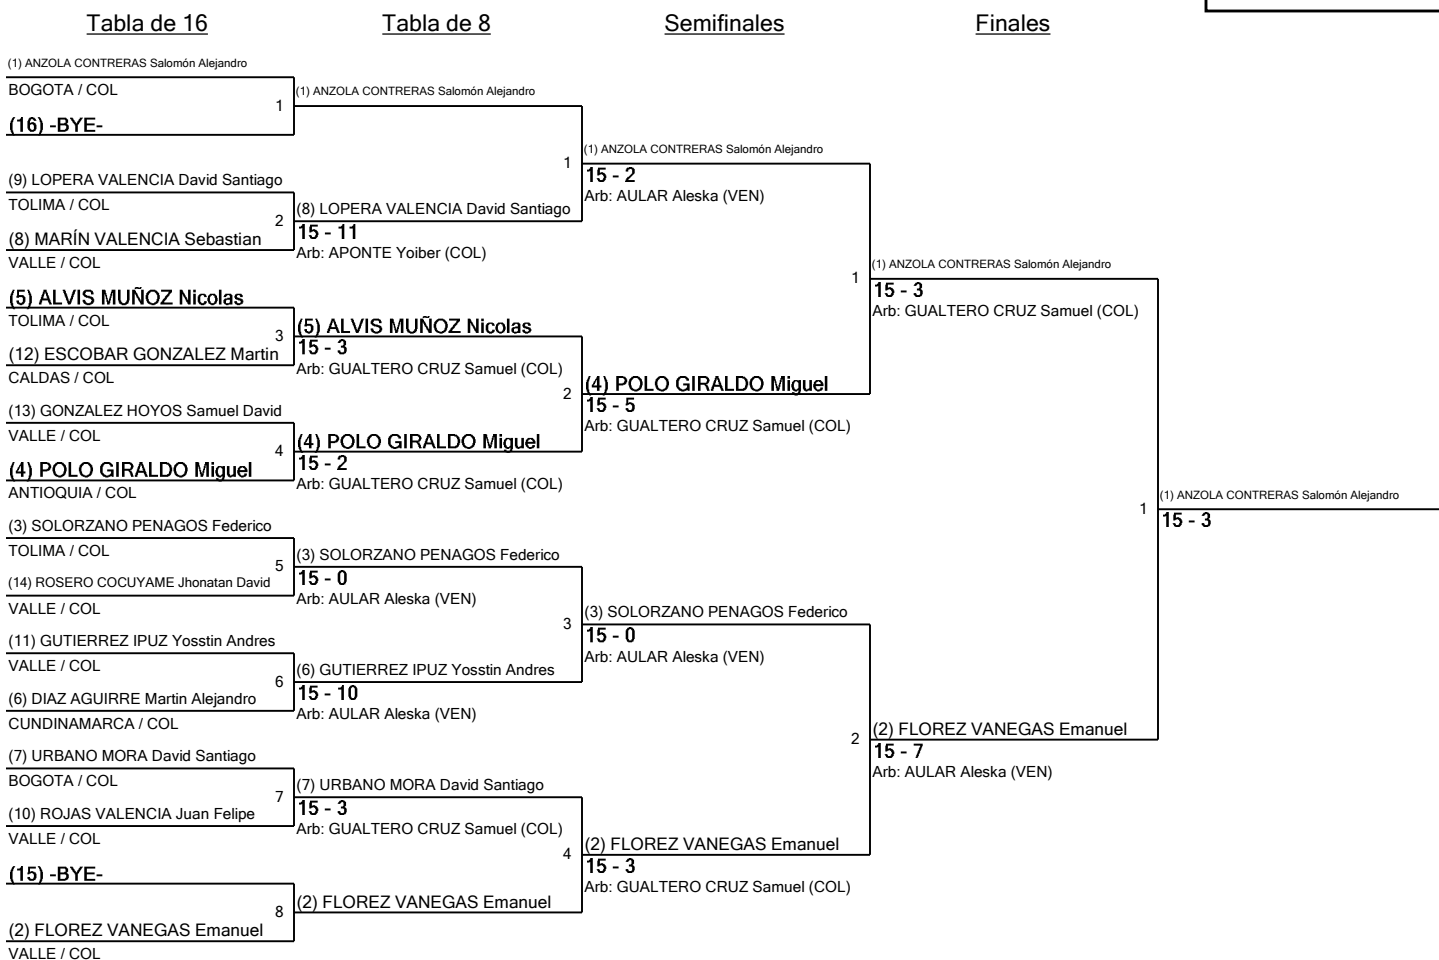 Tabla de 16
Tabla de 8
Semifinales
Finales
(1) ANZOLA CONTRERAS Salomón Alejandro
BOGOTA / COL
1
(16) -BYE-
(9) LOPERA VALENCIA David Santiago
TOLIMA / COL
2
(8) MARÍN VALENCIA Sebastian
VALLE / COL
(5) ALVIS MUÑOZ Nicolas
TOLIMA / COL
3
(12) ESCOBAR GONZALEZ Martin
CALDAS / COL
(13) GONZALEZ HOYOS Samuel David
VALLE / COL
4
(4) POLO GIRALDO Miguel
ANTIOQUIA / COL
(3) SOLORZANO PENAGOS Federico
TOLIMA / COL
5
(14) ROSERO COCUYAME Jhonatan David
VALLE / COL
(11) GUTIERREZ IPUZ Yosstin Andres
VALLE / COL
6
(6) DIAZ AGUIRRE Martin Alejandro
CUNDINAMARCA / COL
(7) URBANO MORA David Santiago
BOGOTA / COL
7
(10) ROJAS VALENCIA Juan Felipe
VALLE / COL
(15) -BYE-
8
(2) FLOREZ VANEGAS Emanuel
VALLE / COL
(1) ANZOLA CONTRERAS Salomón Alejandro
1
(8) LOPERA VALENCIA David Santiago
15 - 11
Arb: APONTE Yoiber (COL)
(5) ALVIS MUÑOZ Nicolas
15 - 3
Arb: GUALTERO CRUZ Samuel (COL)
2
(4) POLO GIRALDO Miguel
15 - 2
Arb: GUALTERO CRUZ Samuel (COL)
(3) SOLORZANO PENAGOS Federico
15 - 0
Arb: AULAR Aleska (VEN)
3
(6) GUTIERREZ IPUZ Yosstin Andres
15 - 10
Arb: AULAR Aleska (VEN)
(7) URBANO MORA David Santiago
15 - 3
Arb: GUALTERO CRUZ Samuel (COL)
4
(2) FLOREZ VANEGAS Emanuel
(1) ANZOLA CONTRERAS Salomón Alejandro
15 - 2
Arb: AULAR Aleska (VEN)
1
(4) POLO GIRALDO Miguel
15 - 5
Arb: GUALTERO CRUZ Samuel (COL)
(3) SOLORZANO PENAGOS Federico
15 - 0
Arb: AULAR Aleska (VEN)
2
(2) FLOREZ VANEGAS Emanuel
15 - 3
Arb: GUALTERO CRUZ Samuel (COL)
(1) ANZOLA CONTRERAS Salomón Alejandro
15 - 3
Arb: GUALTERO CRUZ Samuel (COL)
1
(2) FLOREZ VANEGAS Emanuel
15 - 7
Arb: AULAR Aleska (VEN)
(1) ANZOLA CONTRERAS Salomón Alejandro
15 - 3